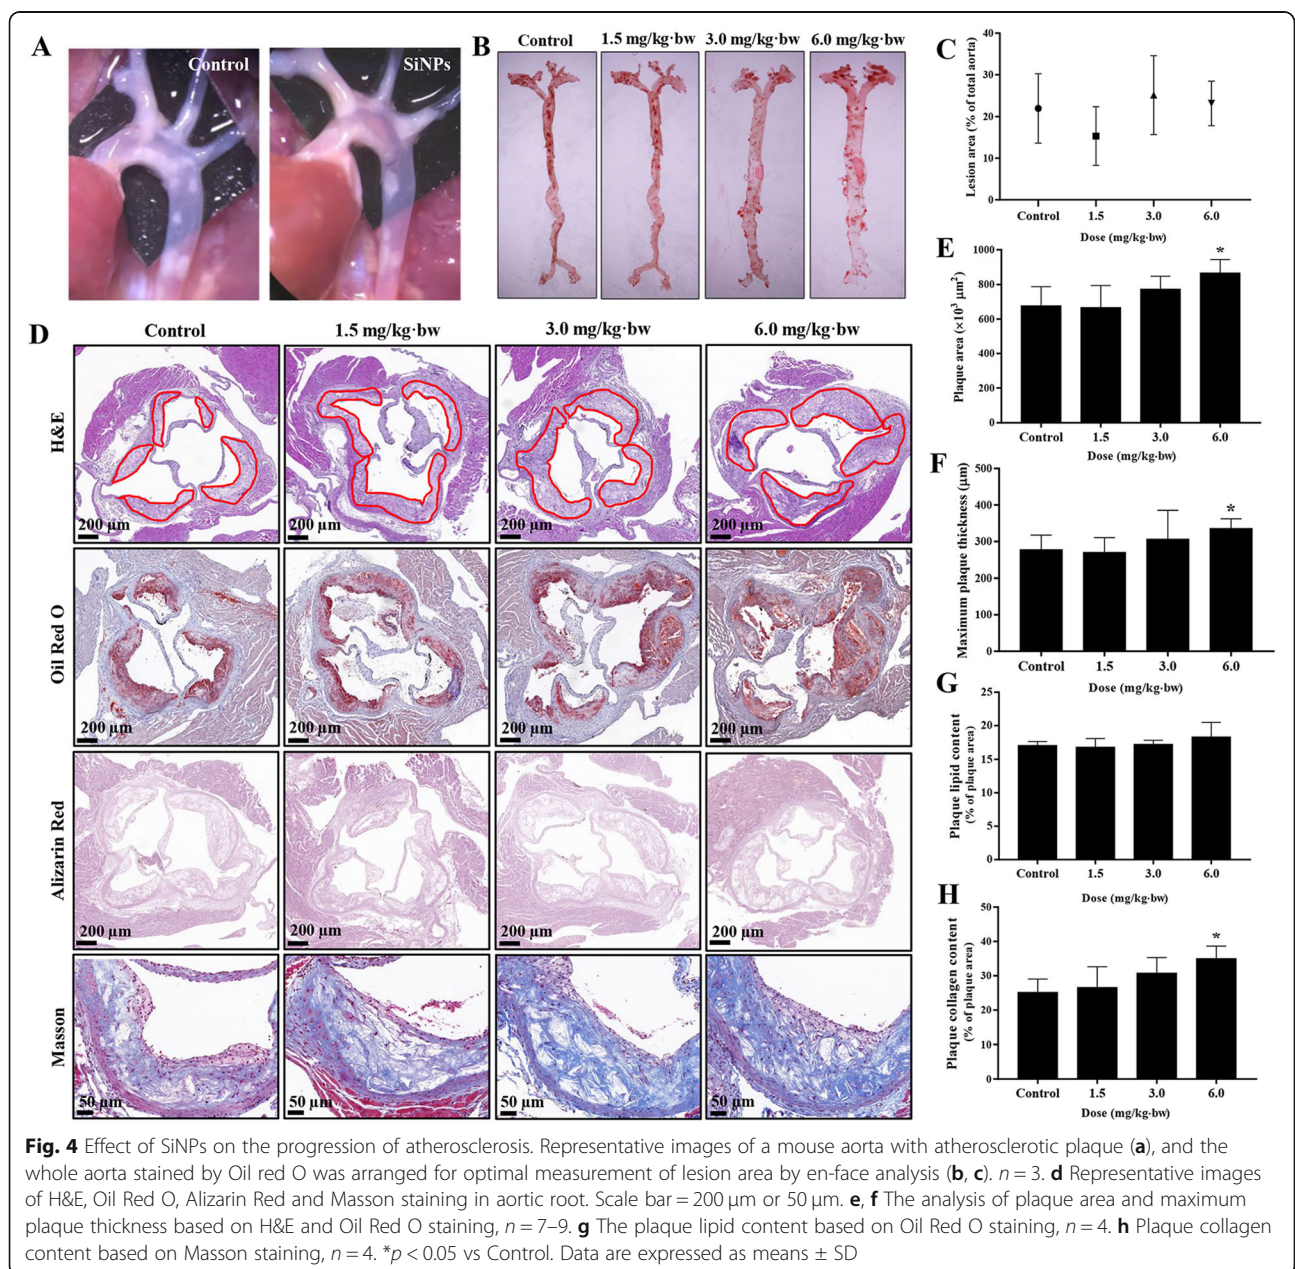 A
Control
SiNPs
B
Control
1.5 mg/kg·bw
3.0 mg/kg·bw
6.0 mg/kg·bw
C
Lesion area (% of total aorta)
40
30
20
10
0
Control
1.5
3.0
6.0
Dose (mg/kg·bw)
D
Control
1.5 mg/kg·bw
3.0 mg/kg·bw
6.0 mg/kg·bw
H&E
200 µm
200 µm
200 µm
200 µm
Oil Red O
200 µm
200 µm
200 µm
200 µm
Alizarin Red
200 µm
200 µm
200 µm
200 µm
Masson
50 µm
50 µm
50 µm
50 µm
E
Plaque area (×10³ µm²)
1000
800
600
400
200
0
*
Control
1.5
3.0
6.0
Dose (mg/kg·bw)
F
Maximum plaque thickness (µm)
500
400
300
200
100
0
*
Control
1.5
3.0
6.0
Dose (mg/kg·bw)
G
Plaque lipid content
(% of plaque area)
25
20
15
10
5
0
Control
1.5
3.0
6.0
Dose (mg/kg·bw)
H
Plaque collagen content
(% of plaque area)
50
40
30
20
10
0
*
Control
1.5
3.0
6.0
Dose (mg/kg·bw)
Fig. 4 Effect of SiNPs on the progression of atherosclerosis. Representative images of a mouse aorta with atherosclerotic plaque (a), and the
whole aorta stained by Oil red O was arranged for optimal measurement of lesion area by en-face analysis (b, c). n = 3. d Representative images
of H&E, Oil Red O, Alizarin Red and Masson staining in aortic root. Scale bar = 200 µm or 50 µm. e, f The analysis of plaque area and maximum
plaque thickness based on H&E and Oil Red O staining, n = 7–9. g The plaque lipid content based on Oil Red O staining, n = 4. h Plaque collagen
content based on Masson staining, n = 4. *p < 0.05 vs Control. Data are expressed as means ± SD